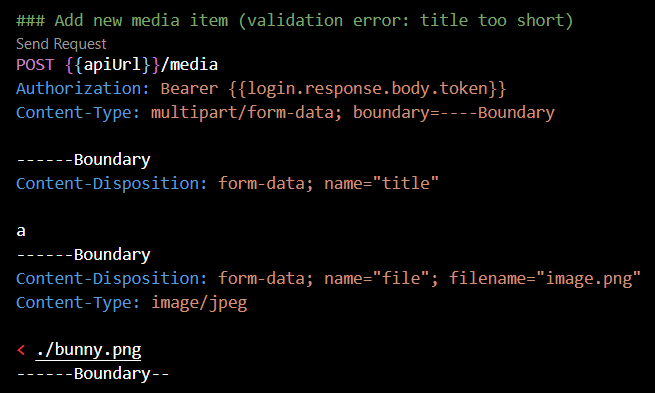 ### Add new media item (validation error: title too short)
Send Request
POST {{apiUrl}}/media
Authorization: Bearer {{login.response.body.token}}
Content-Type: multipart/form-data; boundary=----Boundary
------Boundary
Content-Disposition: form-data; name="title"
a
------Boundary
Content-Disposition: form-data; name="file"; filename="image.png"
Content-Type: image/jpeg
< ./bunny.png
------Boundary--